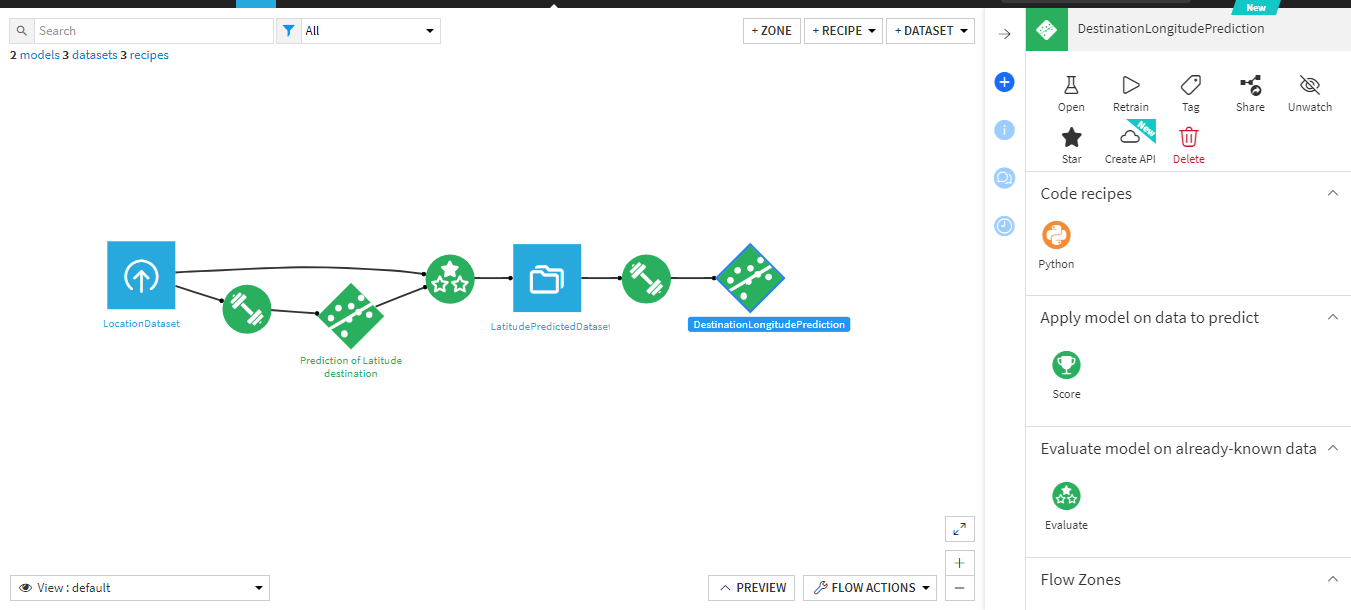 New
Search
All
+ ZONE
+ RECIPE
+ DATASET
2 models 3 datasets 3 recipes
LocationDataset
Prediction of Latitude
destination
LatitudePredictedDataset
DestinationLongitudePrediction
View : default
PREVIEW
FLOW ACTIONS
+
−
DestinationLongitudePrediction
Open
Retrain
Tag
Share
Unwatch
Star
New
Create API
Delete
Code recipes
Python
Apply model on data to predict
Score
Evaluate model on already-known data
Evaluate
Flow Zones